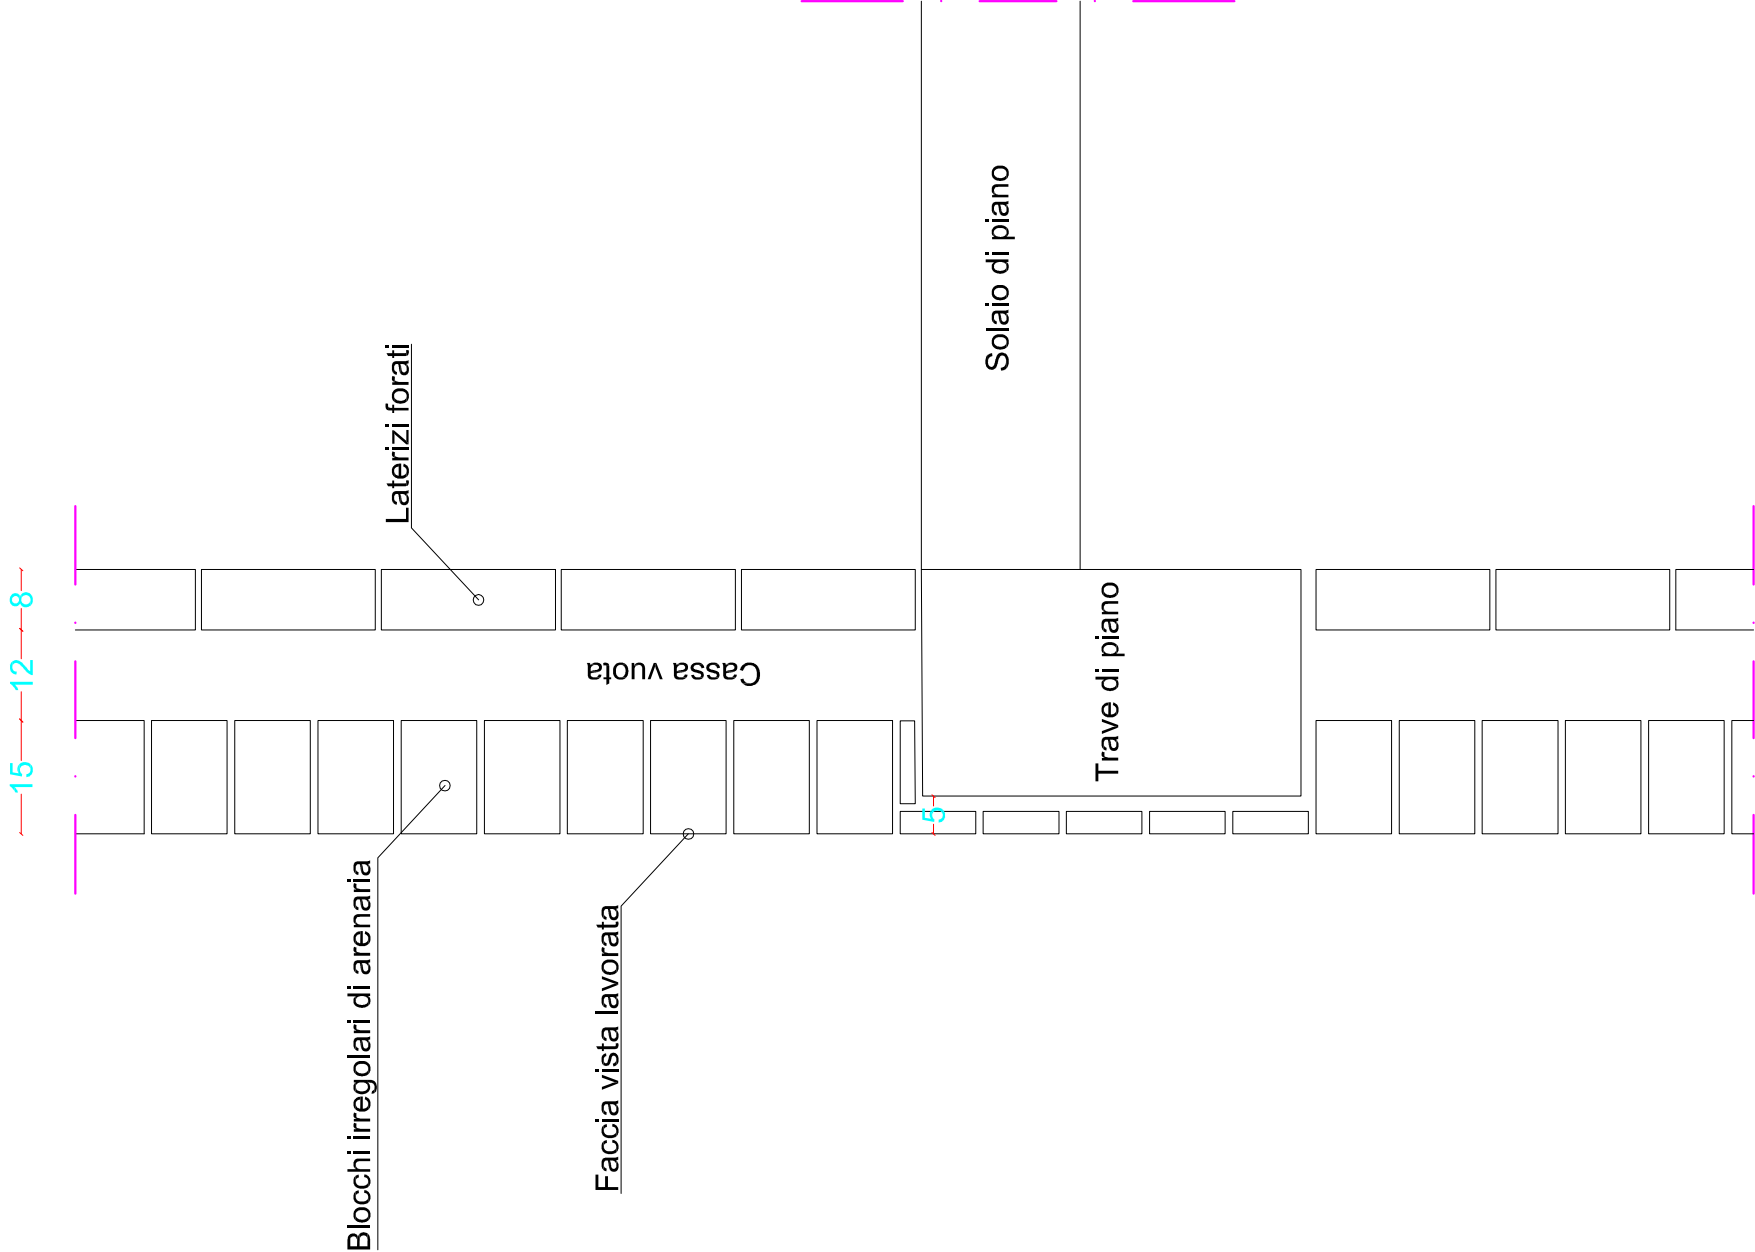 15
12
8
Laterizi forati
Solaio di piano
Cassa vuota
Trave di piano
5
Blocchi irregolari di arenaria
Faccia vista lavorata